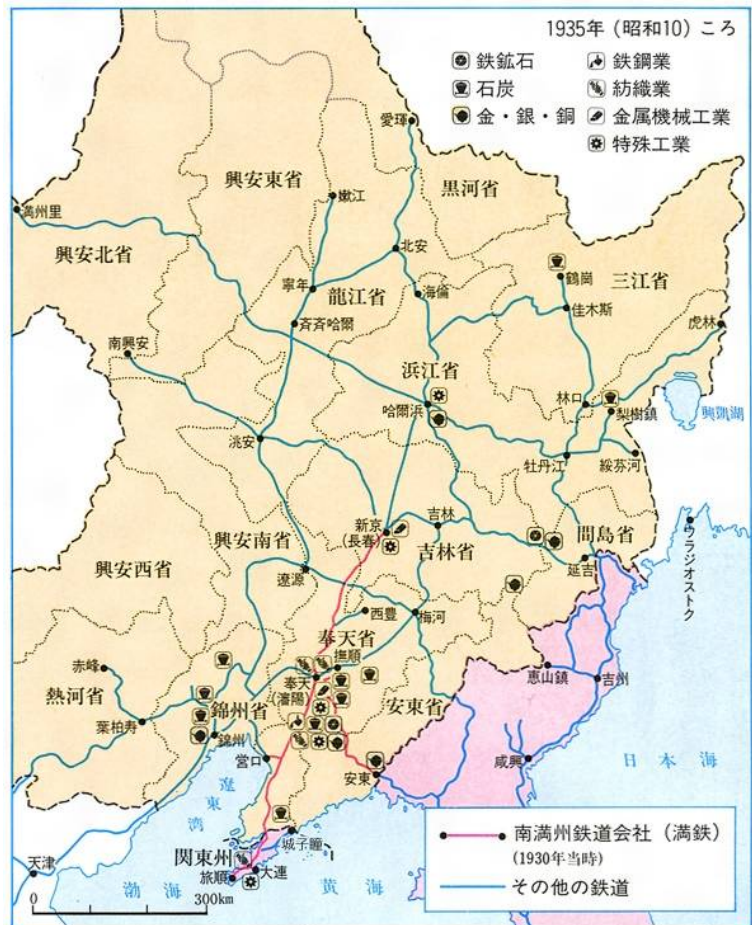 1935年（昭和10）ころ
鉄鉱石
鉄鋼業
石炭
紡織業
金・銀・銅
金属機械工業
特殊工業
愛琿
興安東省
黒河省
嫩江
満州里
興安北省
北安
鶴崗
三江省
寧年
龍江省
海倫
佳木斯
斉斉哈爾
虎林
南興安
浜江省
林口
哈爾浜
梨樹鎮
興凱湖
洮安
牡丹江
綏芬河
新京
(長春)
吉林
ウラジオストク
興安南省
吉林省
間島省
延吉
興安西省
遼源
西豊
梅河
奉天省
撫順
赤峰
奉天
(瀋陽)
恵山鎮
吉州
熱河省
錦州省
安東省
葉柏寿
錦州
営口
安東
咸興
日本海
遼東湾
城子疃
関東州
大連
旅順
天津
渤海
黄海
0
300km
南満州鉄道会社（満鉄）
(1930年当時)
その他の鉄道